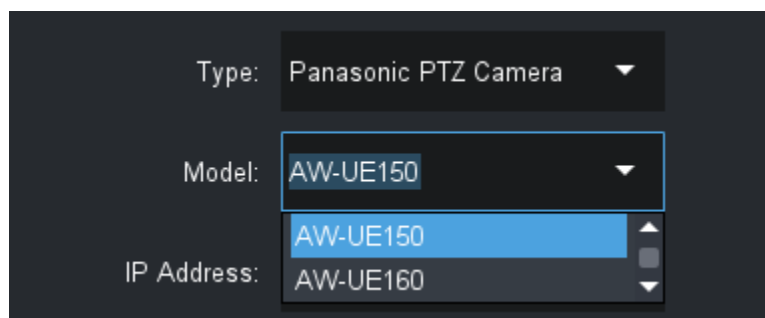 Type: Panasonic PTZ Camera
Model: AW-UE150
AW-UE150
IP Address: AW-UE160